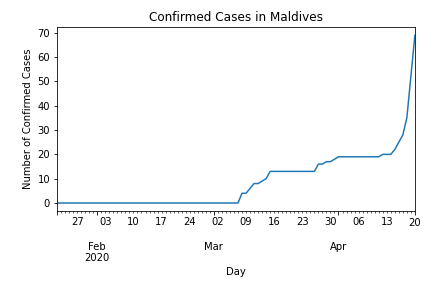 Confirmed Cases in Maldives
Number of Confirmed Cases
70
60
50
40
30
20
10
0
27 03 10 17 24 02 09 16 23 30 06 13 20
Feb Mar Apr
2020
Day